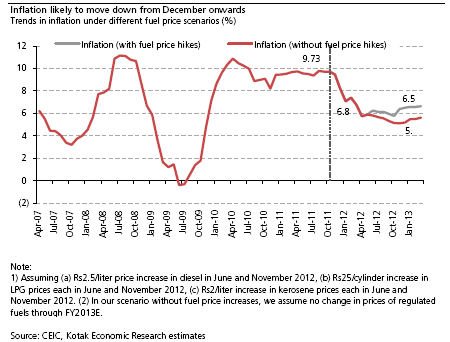 Inflation likely to move down from December onwards
Trends in inflation under different fuel price scenarios (%)
Inflation (with fuel price hikes) Inflation (without fuel price hikes)
12
10
8
6
4
2
0
(2)
9.73
6.8
6.5
5.
Apr-07 Jul-07 Oct-07 Jan-08 Apr-08 Jul-08 Oct-08 Jan-09 Apr-09 Jul-09 Oct-09 Jan-10 Apr-10 Jul-10 Oct-10 Jan-11 Apr-11 Jul-11 Oct-11 Jan-12 Apr-12 Jul-12 Oct-12 Jan-13
Note:
1) Assuming (a) Rs2.5/liter price increase in diesel in June and November 2012, (b) Rs25/cylinder increase in
LPG prices each in June and November 2012, (c) Rs2/liter increase in kerosene prices each in June and
November 2012. (2) In our scenario without fuel price increases, we assume no change in prices of regulated
fuels through FY2013E.
Source: CEIC, Kotak Economic Research estimates